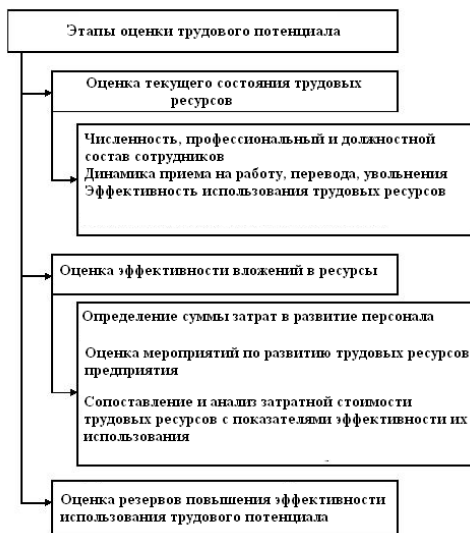 Этапы оценки трудового потенциала
Оценка текущего состояния трудовых
ресурсов
Численность, профессиональный и должностной
состав сотрудников
Динамика приема на работу, перевода, увольнения
Эффективность использования трудовых ресурсов
Оценка эффективности вложений в ресурсы
Определение суммы затрат в развитие персонала
Оценка мероприятий по развитию трудовых ресурсов
предприятия
Сопоставление и анализ затратной стоимости
трудовых ресурсов с показателями эффективности их
использования
Оценка резервов повышения эффективности
использования трудового потенциала